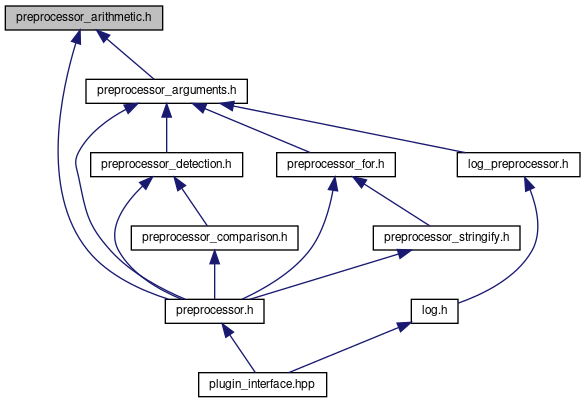 preprocessor_arithmetic.h
preprocessor_arguments.h
preprocessor_detection.h
preprocessor_for.h
log_preprocessor.h
preprocessor_comparison.h
preprocessor_stringify.h
preprocessor.h
log.h
plugin_interface.hpp